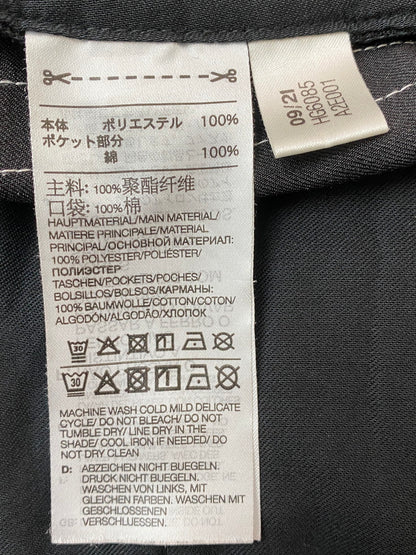 本体 ポリエステル 100%
ポケット部分
綿 100%
主料: 100%聚酯纤维
口袋: 100%棉
HAUPTMATERIAL/MAIN MATERIAL/
MATIERE PRINCIPALE/MATERIAL
PRINCIPAL/ОСНОВНОЙ МАТЕРИАЛ:
100% POLYESTER/POLIÉSTER/
ПОЛИЭСТЕР
TASCHEN/POCKETS/POCHES/
BOLSILLOS/BOLSOS/КАРМАНЫ:
100% BAUMWOLLE/COTTON/COTON/
ALGODÓN/ALGODÃO/ХЛОПОК
30
30
MACHINE WASH COLD MILD DELICATE
CYCLE/ DO NOT BLEACH/ DO NOT
TUMBLE DRY/ LINE DRY IN THE
SHADE/ COOL IRON IF NEEDED/ DO
NOT DRY CLEAN
D: ABZEICHEN NICHT BUEGELN.
DRUCK NICHT BUEGELN.
WASCHEN VON LINKS, MIT
GLEICHEN FARBEN. WASCHEN MIT
GESCHLOSSENEN
VERSCHLUESSEN
09/21
HG6085
A2E001